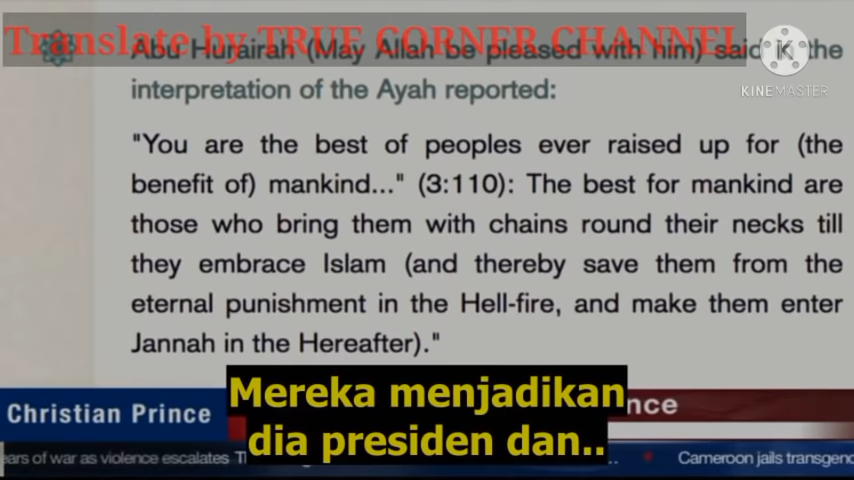 Translate by TRUE CORNER CHANNEL
Abu Hurairah (May Allah be pleased with him) said in the
KINEMASTER
interpretation of the Ayah reported:
"You are the best of peoples ever raised up for (the
benefit of) mankind..." (3:110): The best for mankind are
those who bring them with chains round their necks till
they embrace Islam (and thereby save them from the
eternal punishment in the Hell-fire, and make them enter
Jannah in the Hereafter)."
Mereka menjadikan
dia presiden dan..
Christian Prince
nce
ears of war as violence escalates
Cameroon jails transgend